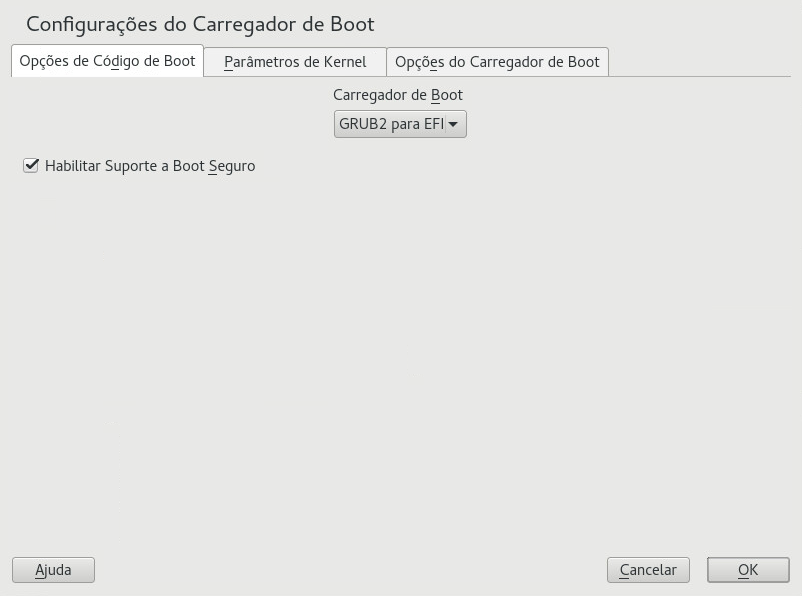 Configurações do Carregador de Boot
Opções de Código de Boot
Parâmetros de Kernel
Opções do Carregador de Boot
Carregador de Boot
GRUB2 para EFI
Habilitar Suporte a Boot Seguro
Ajuda
Cancelar
OK